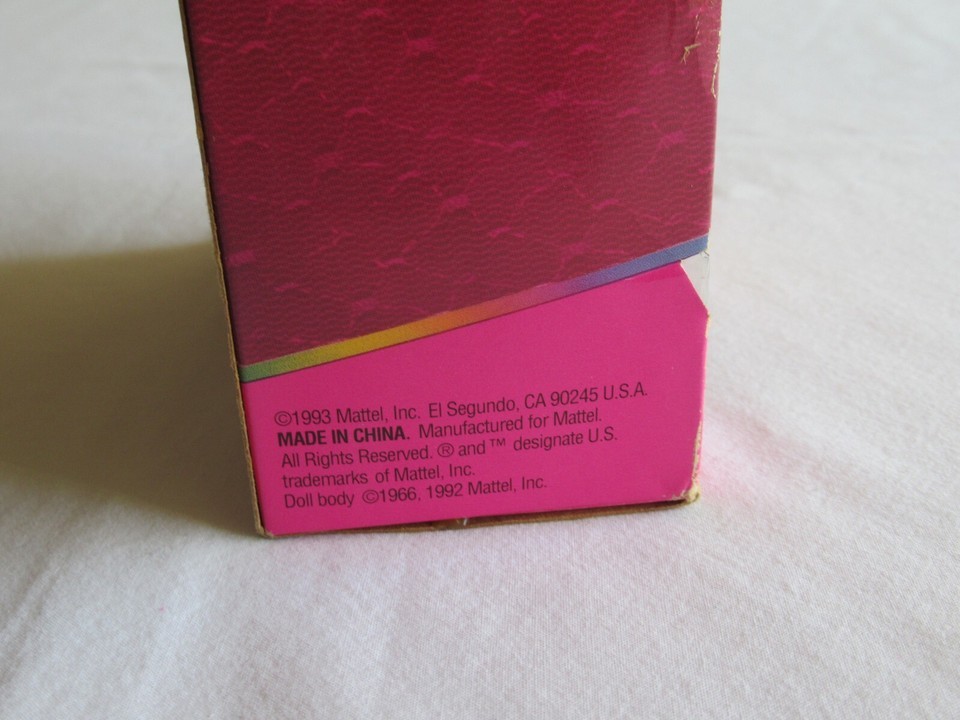 ©1993 Mattel, Inc. El Segundo, CA 90245 U.S.A.
MADE IN CHINA. Manufactured for Mattel.
All Rights Reserved. ® and ™ designate U.S.
trademarks of Mattel, Inc.
Doll body ©1966, 1992 Mattel, Inc.